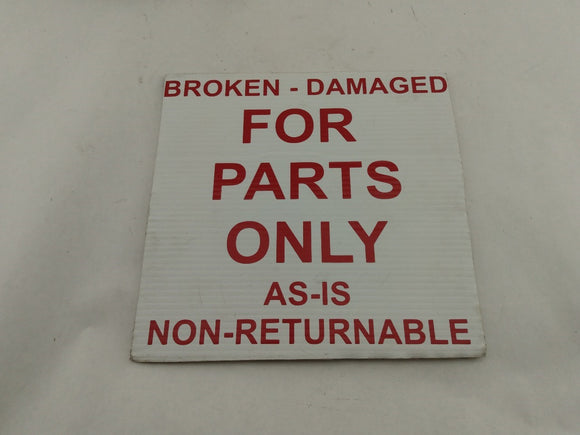 BROKEN - DAMAGED
FOR
PARTS
ONLY
AS-IS
NON-RETURNABLE